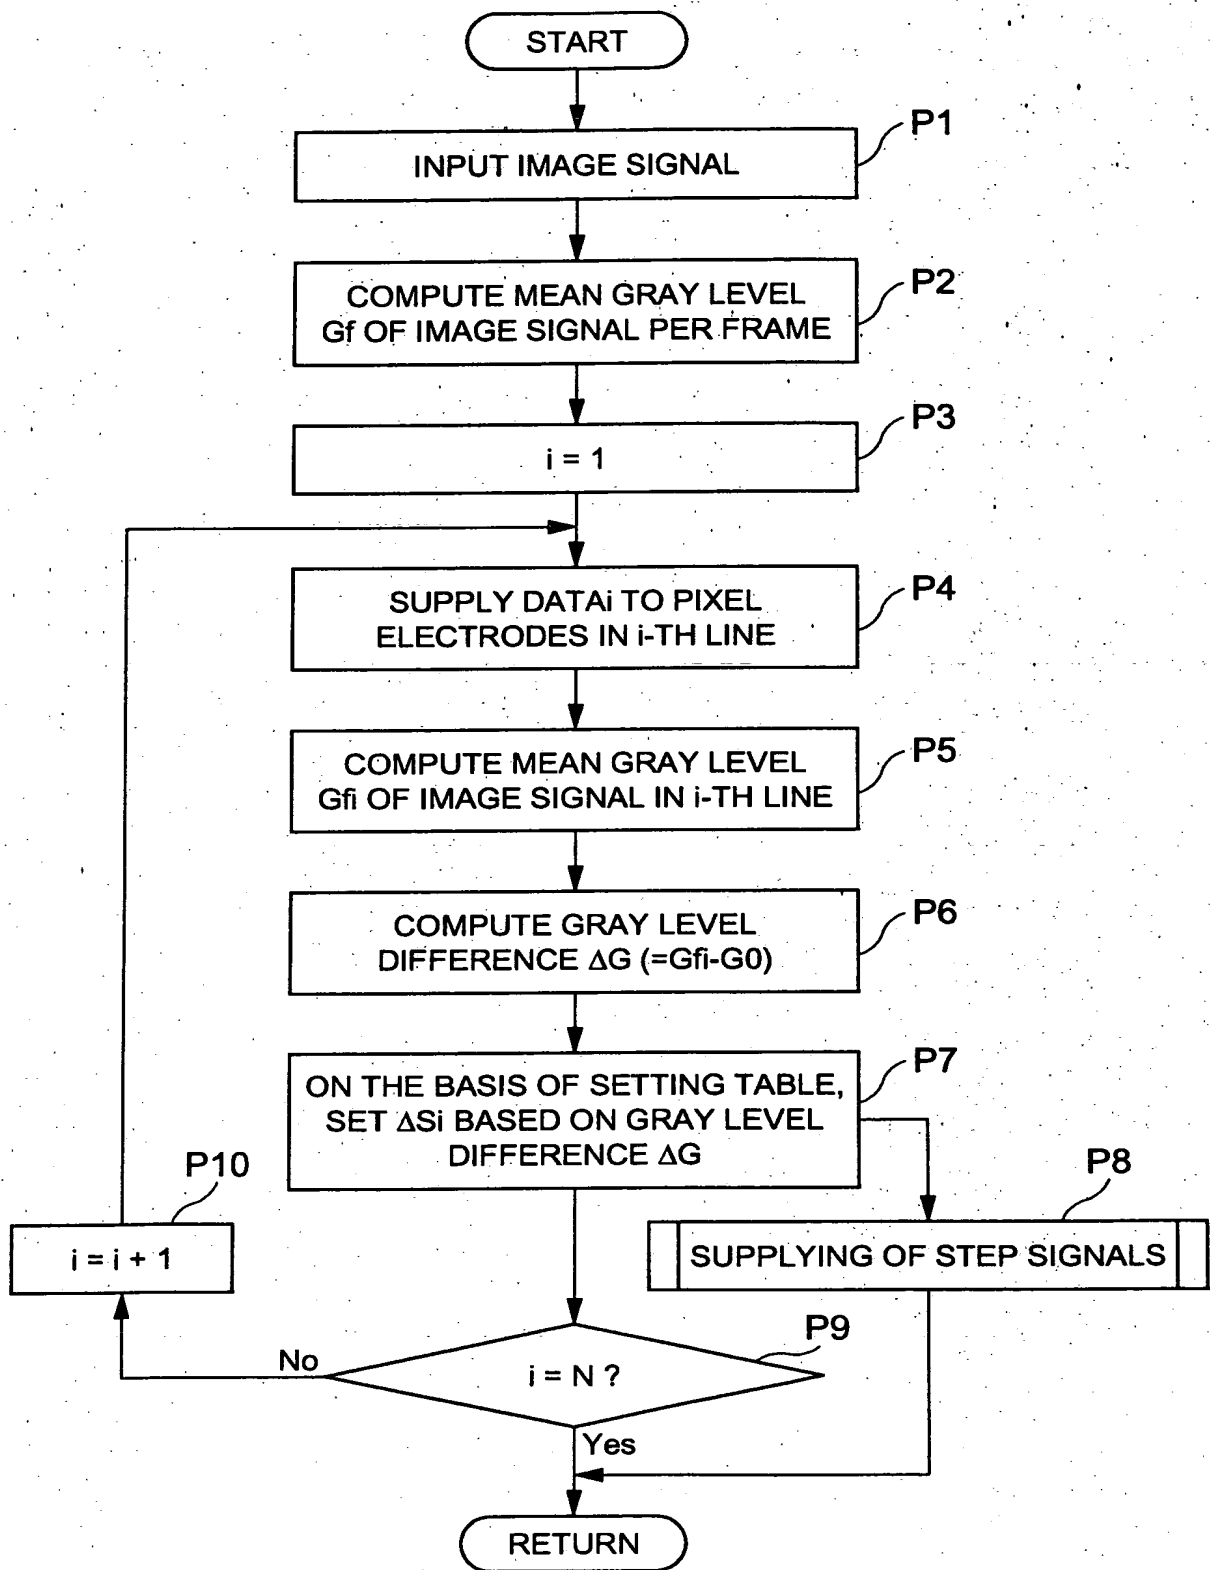 START
P1
INPUT IMAGE SIGNAL
P2
COMPUTE MEAN GRAY LEVEL
Gf OF IMAGE SIGNAL PER FRAME
P3
i = 1
P4
SUPPLY DATAi TO PIXEL
ELECTRODES IN i-TH LINE
P5
COMPUTE MEAN GRAY LEVEL
Gfi OF IMAGE SIGNAL IN i-TH LINE
P6
COMPUTE GRAY LEVEL
DIFFERENCE ΔG (=Gfi-G0)
P7
ON THE BASIS OF SETTING TABLE,
SET ΔSi BASED ON GRAY LEVEL
DIFFERENCE ΔG
P10
i = i + 1
P8
SUPPLYING OF STEP SIGNALS
P9
i = N ?
No
Yes
RETURN